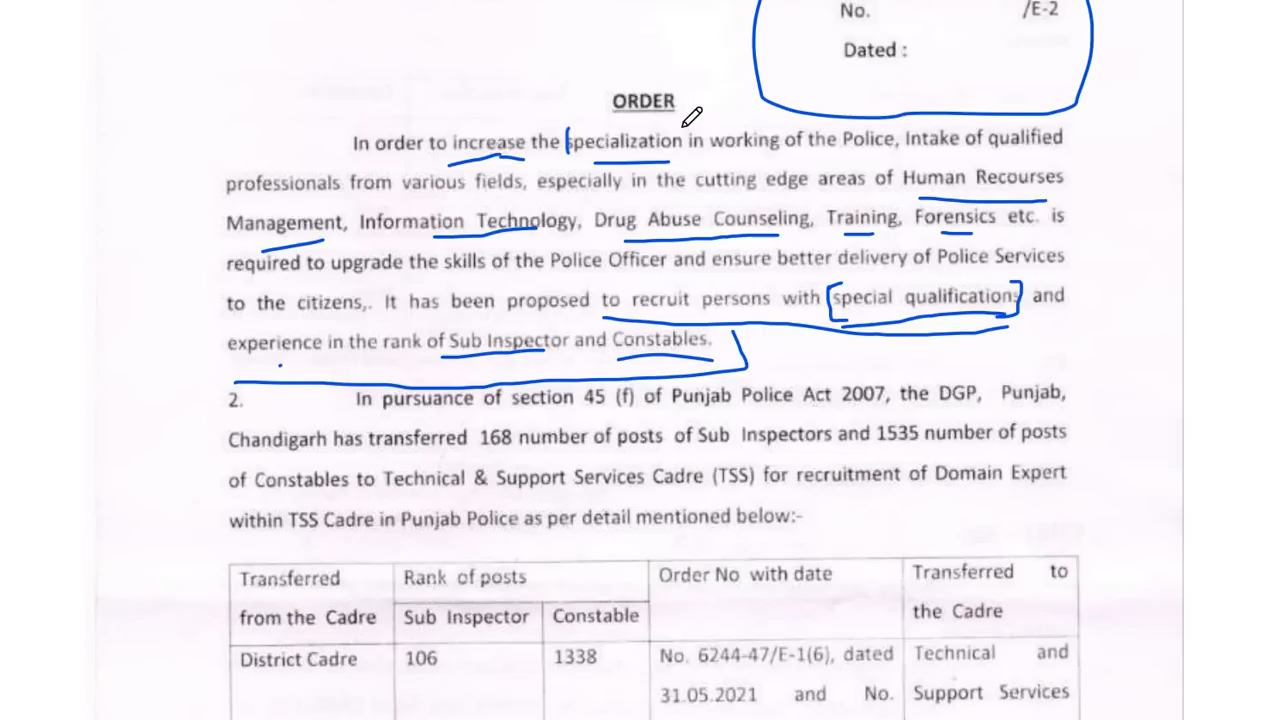 No. /E-2
Dated :
ORDER
In order to increase the specialization in working of the Police, Intake of qualified
professionals from various fields, especially in the cutting edge areas of Human Recourses
Management, Information Technology, Drug Abuse Counseling, Training, Forensics etc. is
required to upgrade the skills of the Police Officer and ensure better delivery of Police Services
to the citizens,. It has been proposed to recruit persons with special qualifications and
experience in the rank of Sub Inspector and Constables.
2. In pursuance of section 45 (f) of Punjab Police Act 2007, the DGP, Punjab,
Chandigarh has transferred 168 number of posts of Sub Inspectors and 1535 number of posts
of Constables to Technical & Support Services Cadre (TSS) for recruitment of Domain Expert
within TSS Cadre in Punjab Police as per detail mentioned below:-
Transferred Rank of posts Order No with date Transferred to
from the Cadre Sub Inspector Constable the Cadre
District Cadre 106 1338 No. 6244-47/E-1(6), dated Technical and
31.05.2021 and No. Support Services